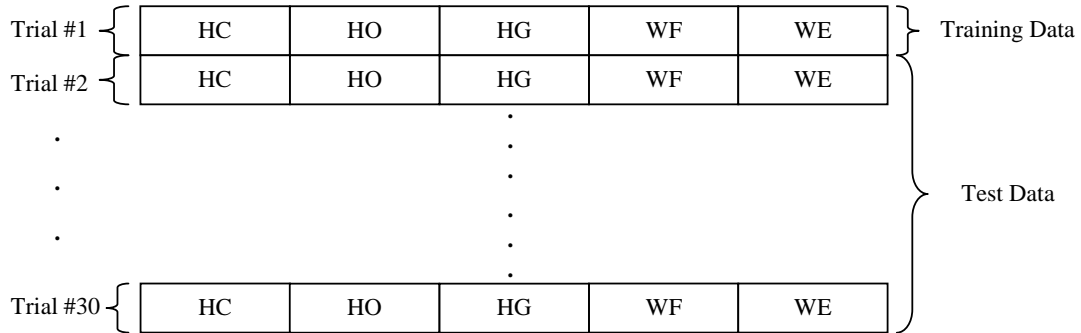 Trial #1 HC HO HG WF WE Training Data
Trial #2 HC HO HG WF WE
Test Data
Trial #30 HC HO HG WF WE